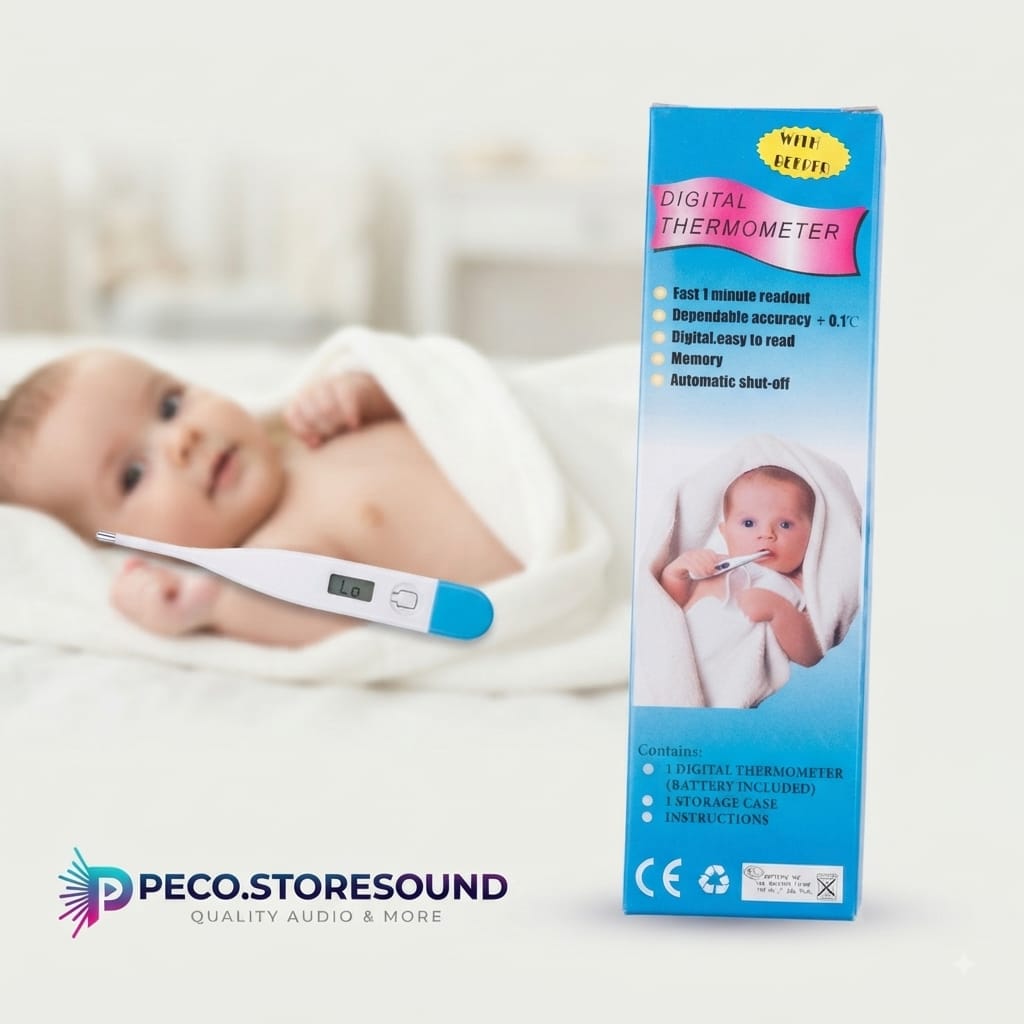 WITH
DIGITAL
THERMOMETER
Fast 1 minute readout
Dependable accuracy ± 0.1℃
Digital.easy to read
Memory
Automatic shut-off
Contains:
1 DIGITAL THERMOMETER
(BATTERY INCLUDED)
1 STORAGE CASE
INSTRUCTIONS
CE
Lo
PECO.STORESOUND
QUALITY AUDIO & MORE